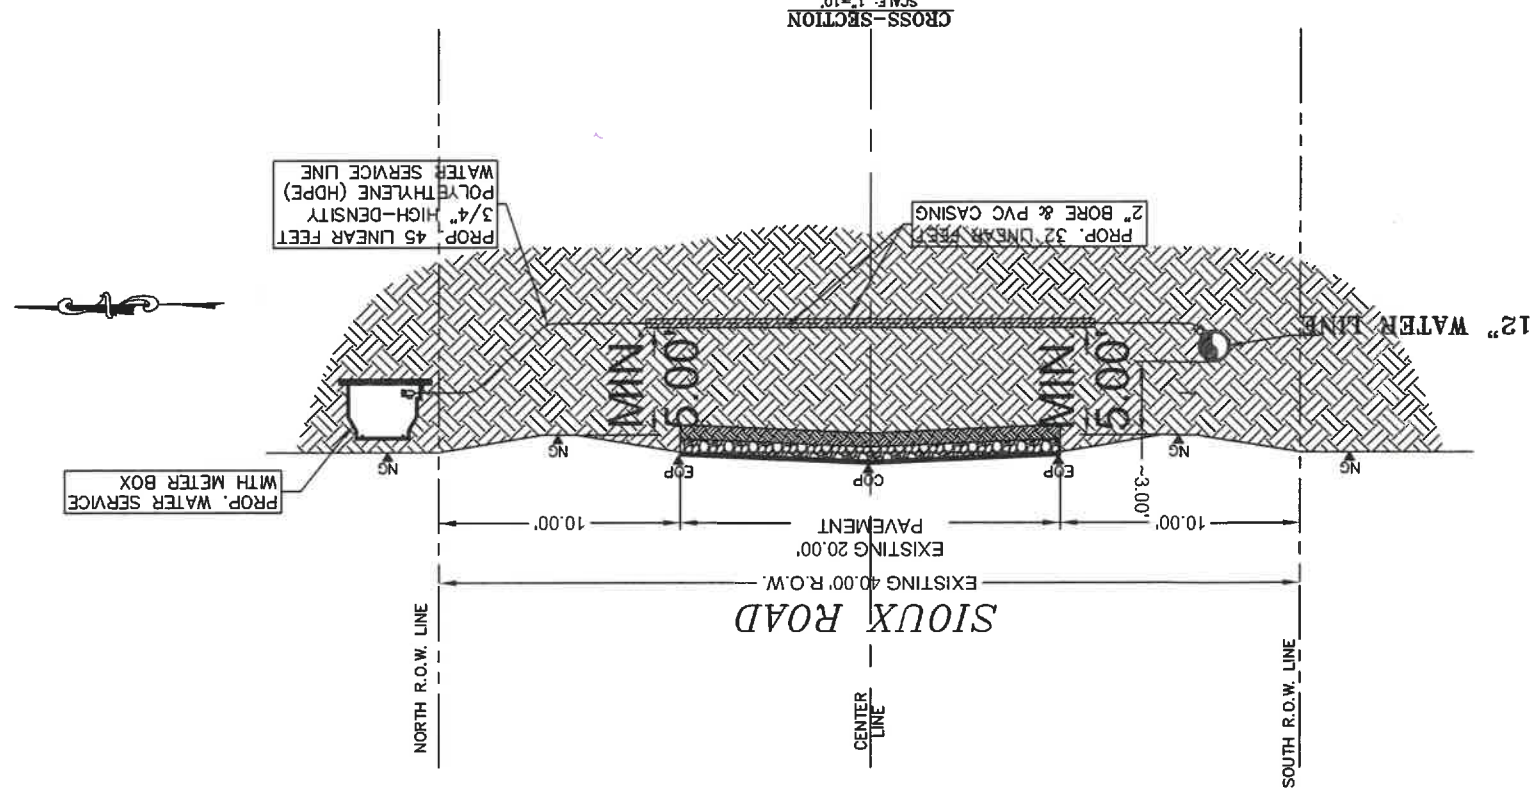 SOUTH R.O.W. LINE
CENTER
LINE
NORTH R.O.W. LINE
SIOUX ROAD
EXISTING 40.00' R.O.W.
EXISTING 20.00'
PAVEMENT
10.00'
10.00'
~3.00'
NG
NG
EOP
COP
EOP
NG
NG
PROP. WATER SERVICE
WITH METER BOX
5.00'
MIN
5.00'
MIN
12" WATER LINE
PROP. 32 LINEAR FEET
2" BORE & PVC CASING
PROP. 45 LINEAR FEET
3/4" HIGH-DENSITY
POLYETHYLENE (HDPE)
WATER SERVICE LINE
CROSS-SECTION
SCALE: 1"=10'